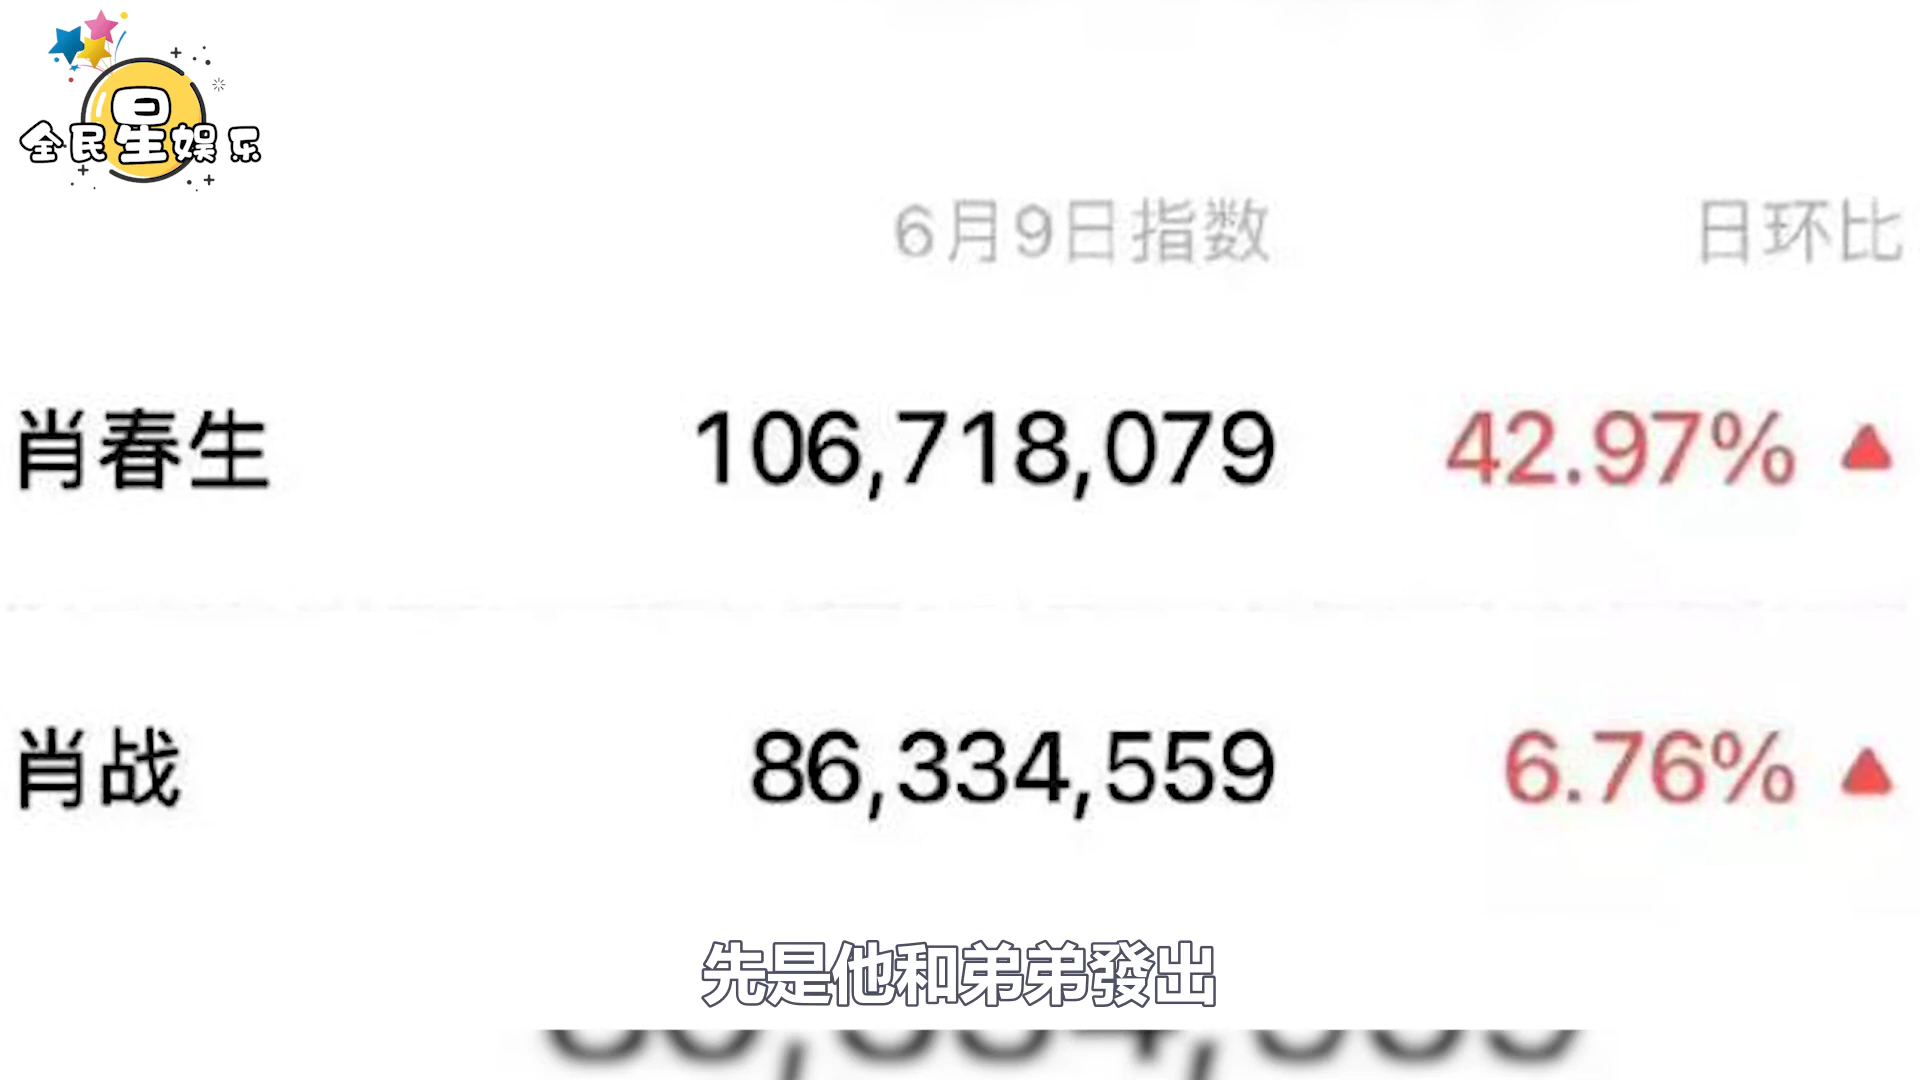 全民星娱乐
6月9日指数 日环比
肖春生 106,718,079 42.97% ▲
肖战 86,334,559 6.76% ▲
先是他和弟弟發出